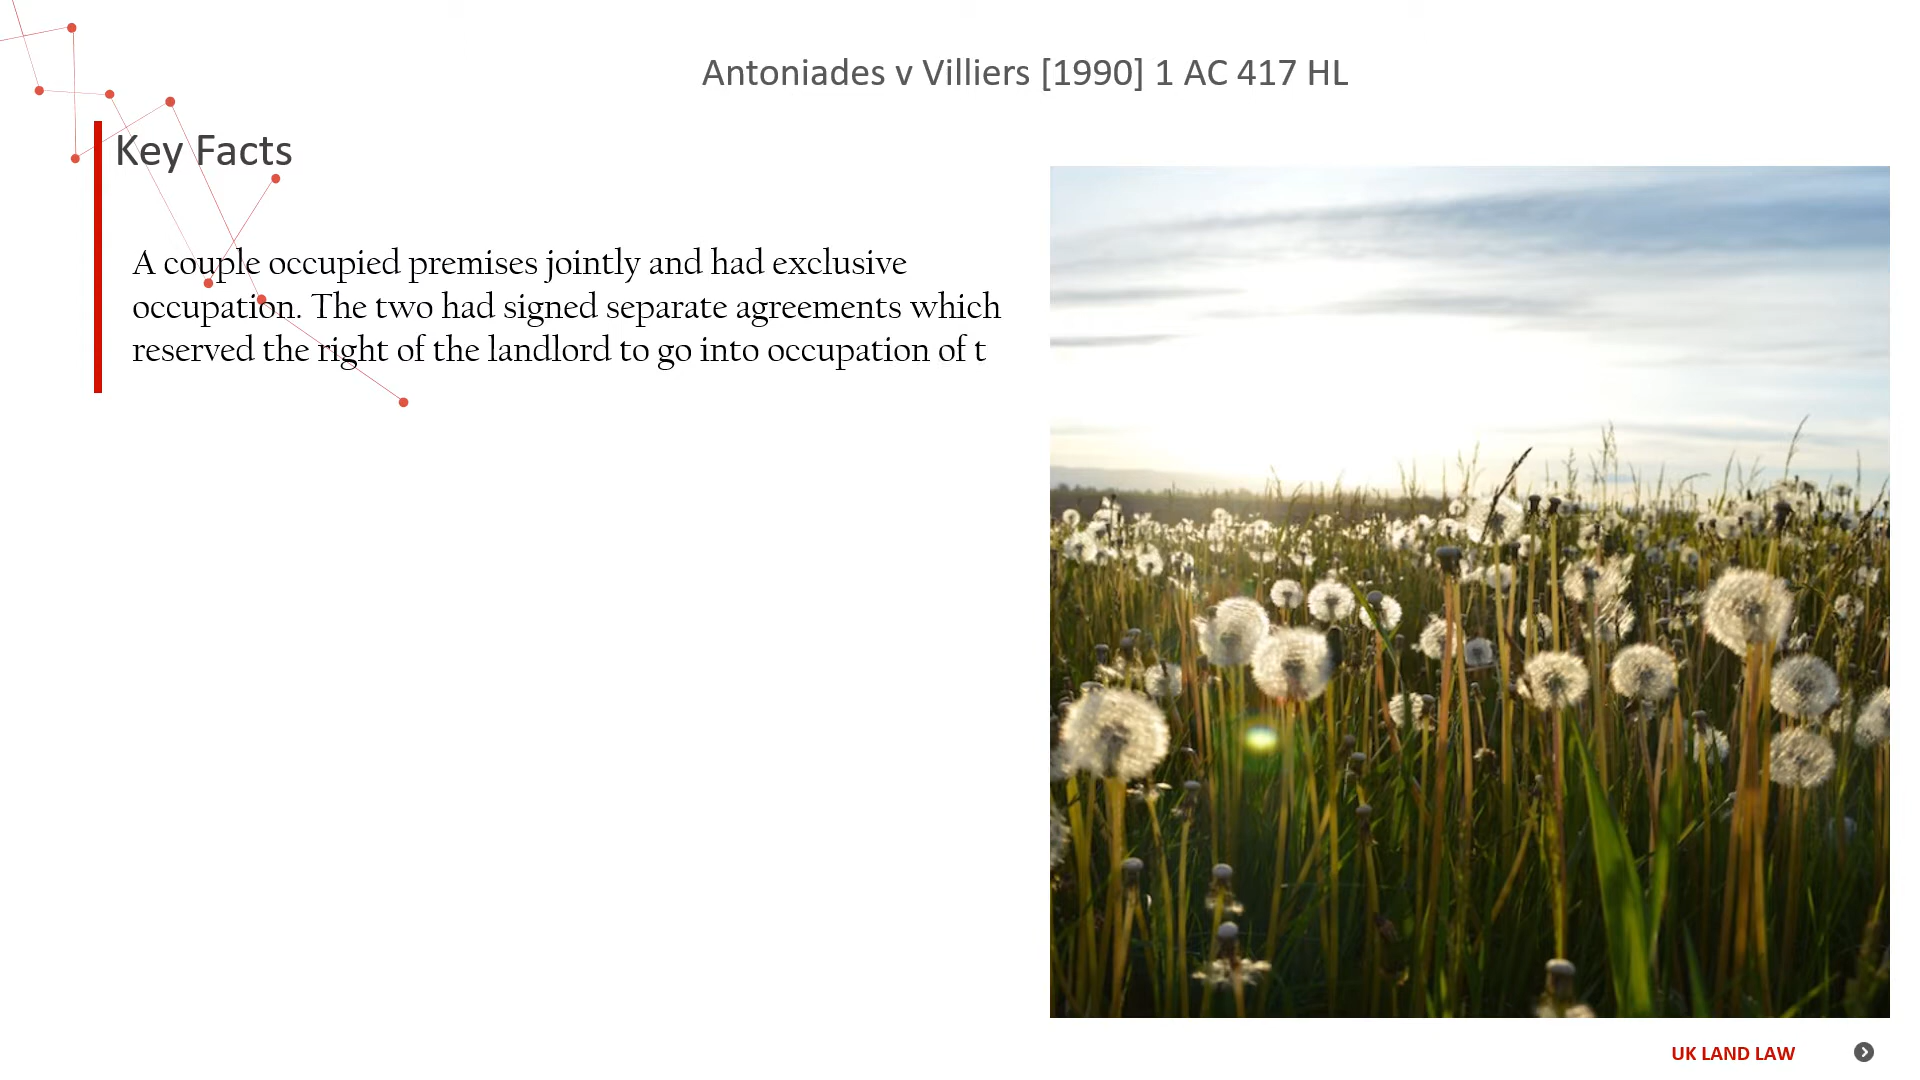 Antoniades v Villiers [1990] 1 AC 417 HL
Key Facts
A couple occupied premises jointly and had exclusive
occupation. The two had signed separate agreements which
reserved the right of the landlord to go into occupation of t
UK LAND LAW